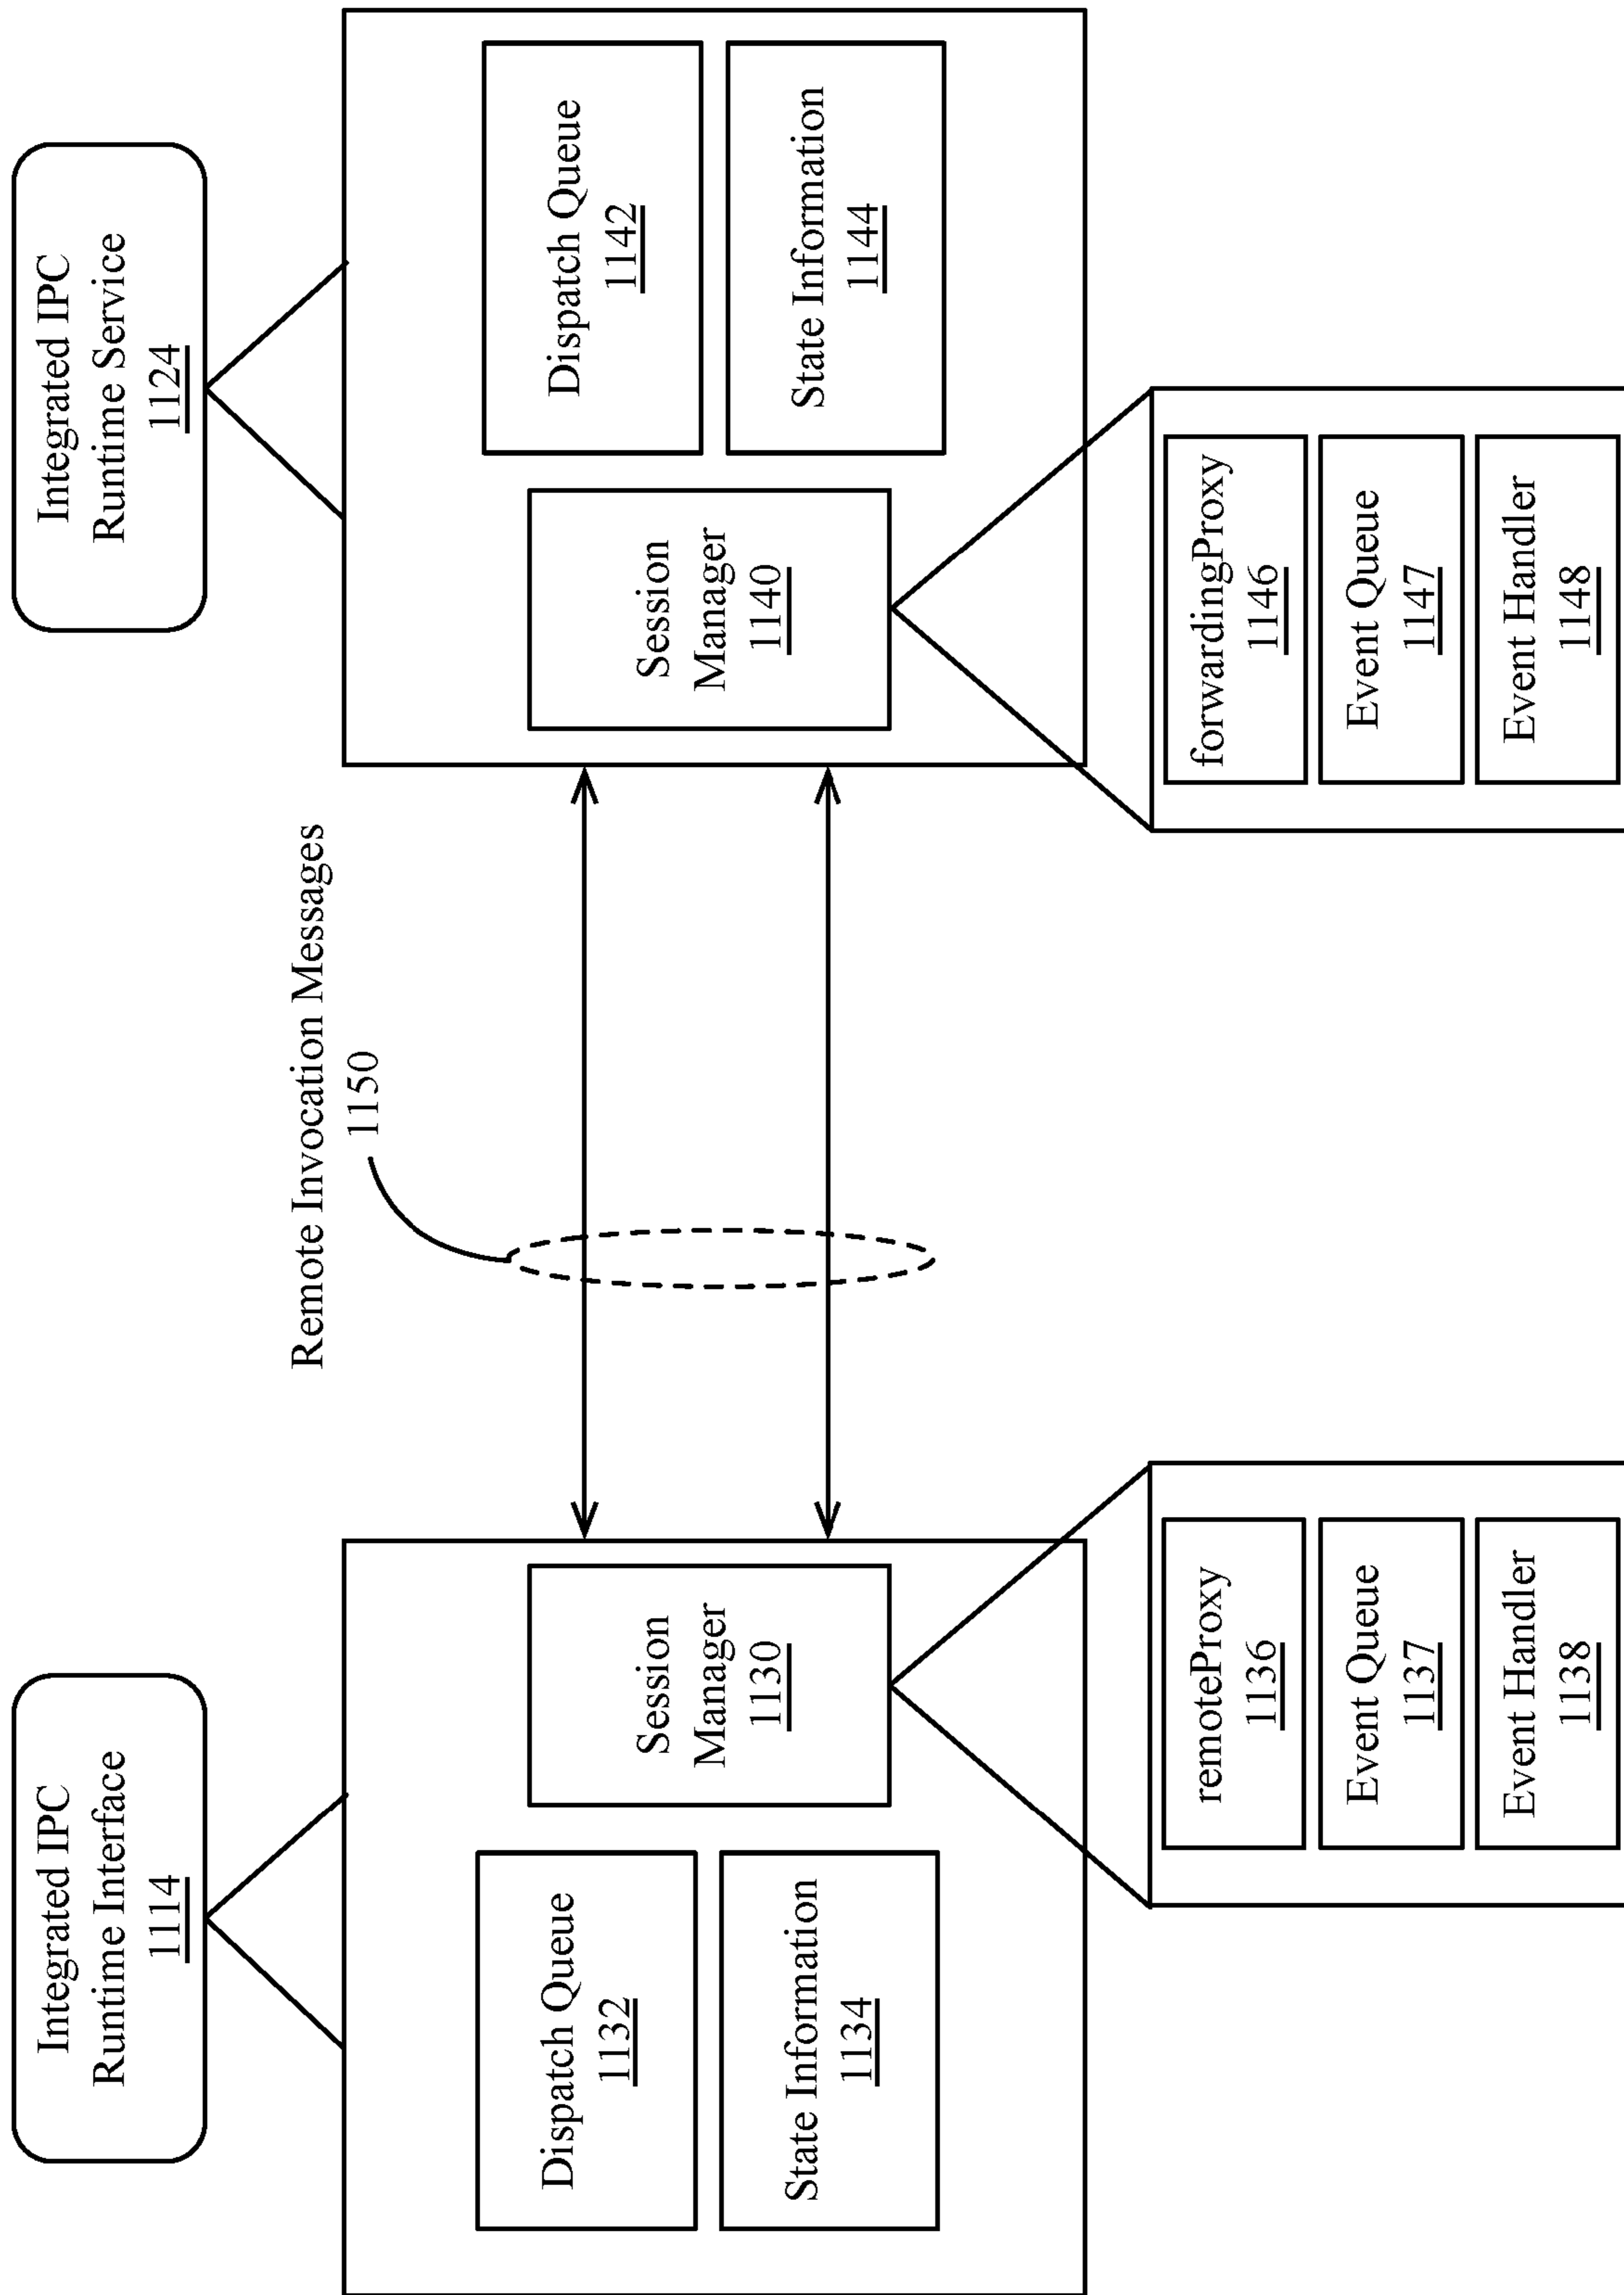 Integrated IPC
Runtime Interface
1114
Dispatch Queue
1132
State Information
1134
Session
Manager
1130
remoteProxy
1136
Event Queue
1137
Event Handler
1138
Remote Invocation Messages
1150
Integrated IPC
Runtime Service
1124
Session
Manager
1140
Dispatch Queue
1142
State Information
1144
forwardingProxy
1146
Event Queue
1147
Event Handler
1148